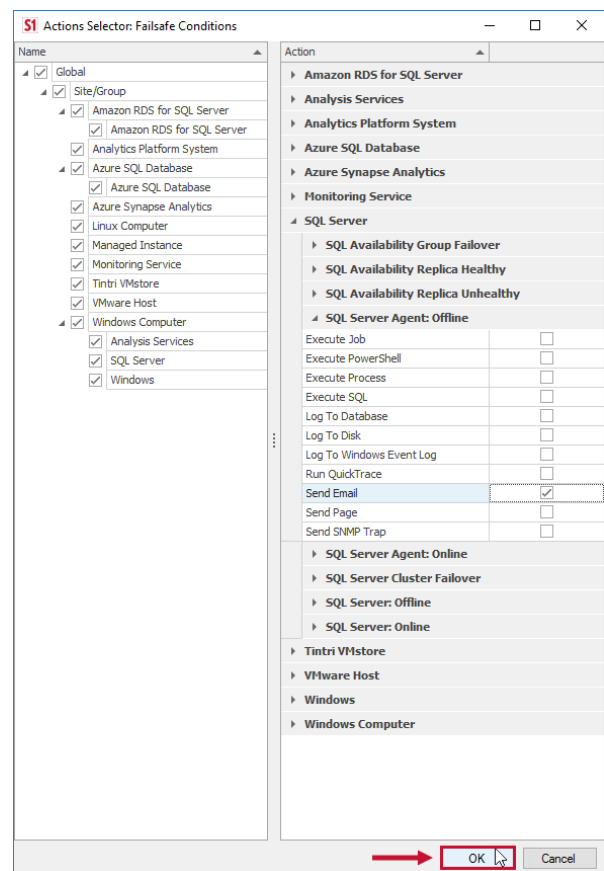 S1 Actions Selector: Failsafe Conditions
Name
Global
Site/Group
Amazon RDS for SQL Server
Amazon RDS for SQL Server
Analytics Platform System
Azure SQL Database
Azure SQL Database
Azure Synapse Analytics
Linux Computer
Managed Instance
Monitoring Service
Tintri VMstore
VMware Host
Windows Computer
Analysis Services
SQL Server
Windows
Action
Amazon RDS for SQL Server
Analysis Services
Analytics Platform System
Azure SQL Database
Azure Synapse Analytics
Monitoring Service
SQL Server
SQL Availability Group Failover
SQL Availability Replica Healthy
SQL Availability Replica Unhealthy
SQL Server Agent: Offline
Execute Job
Execute PowerShell
Execute Process
Execute SQL
Log To Database
Log To Disk
Log To Windows Event Log
Run QuickTrace
Send Email
Send Page
Send SNMP Trap
SQL Server Agent: Online
SQL Server Cluster Failover
SQL Server: Offline
SQL Server: Online
Tintri VMstore
VMware Host
Windows
Windows Computer
OK Cancel